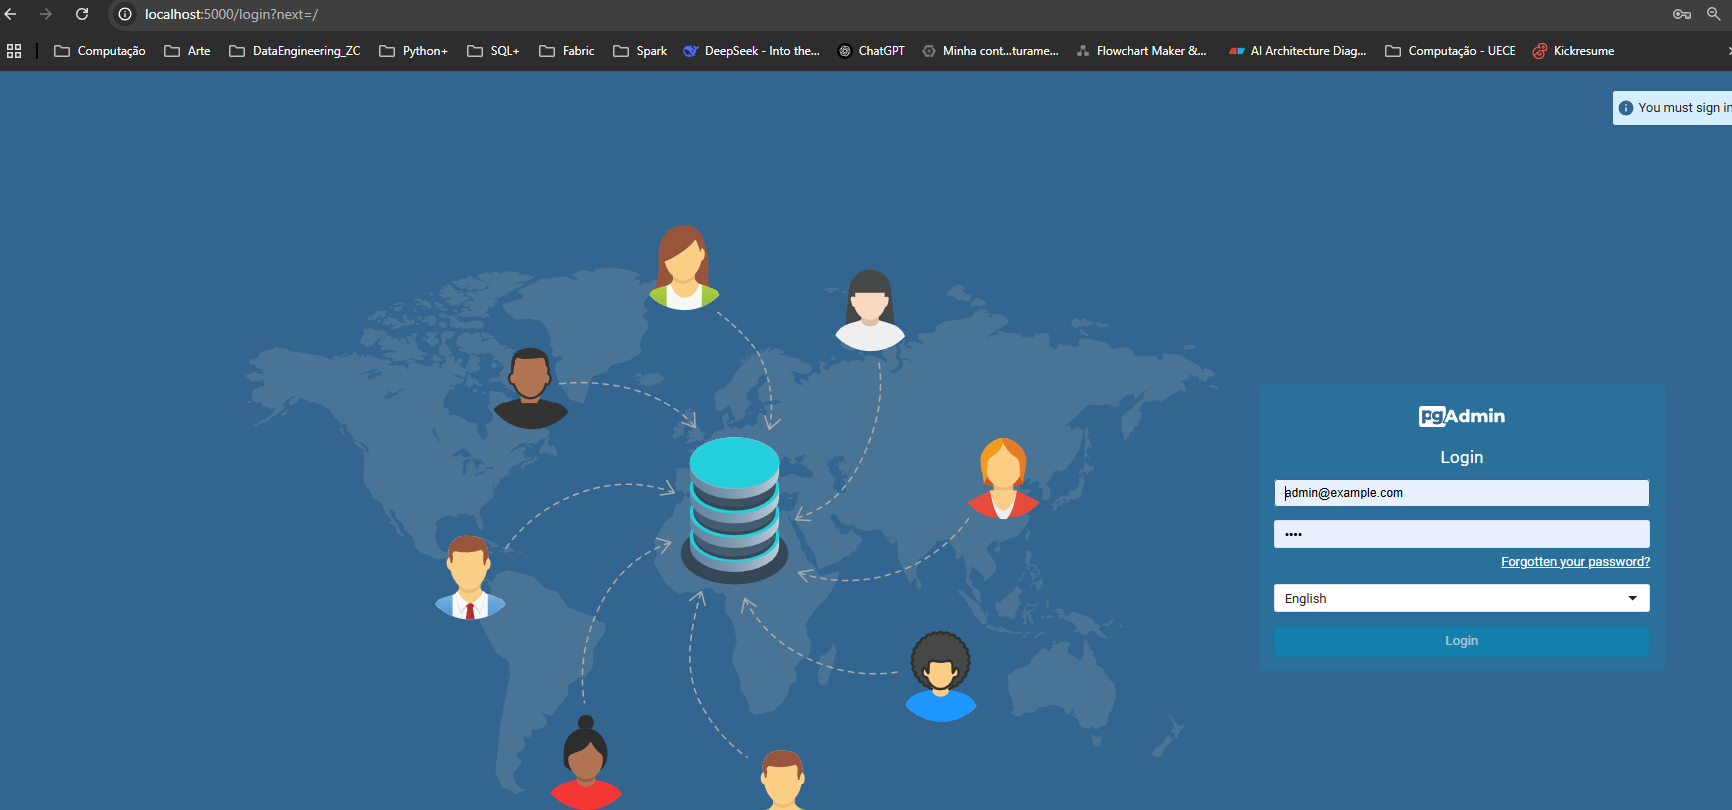 localhost:5000/login?next=/
Computação Arte DataEngineering_ZC Python+ SQL+ Fabric Spark DeepSeek - Into the... ChatGPT Minha cont...turame... Flowchart Maker &... AI Architecture Diag... Computação - UECE Kickresume
You must sign in
pgAdmin
Login
admin@example.com
••••
Forgotten your password?
English
Login